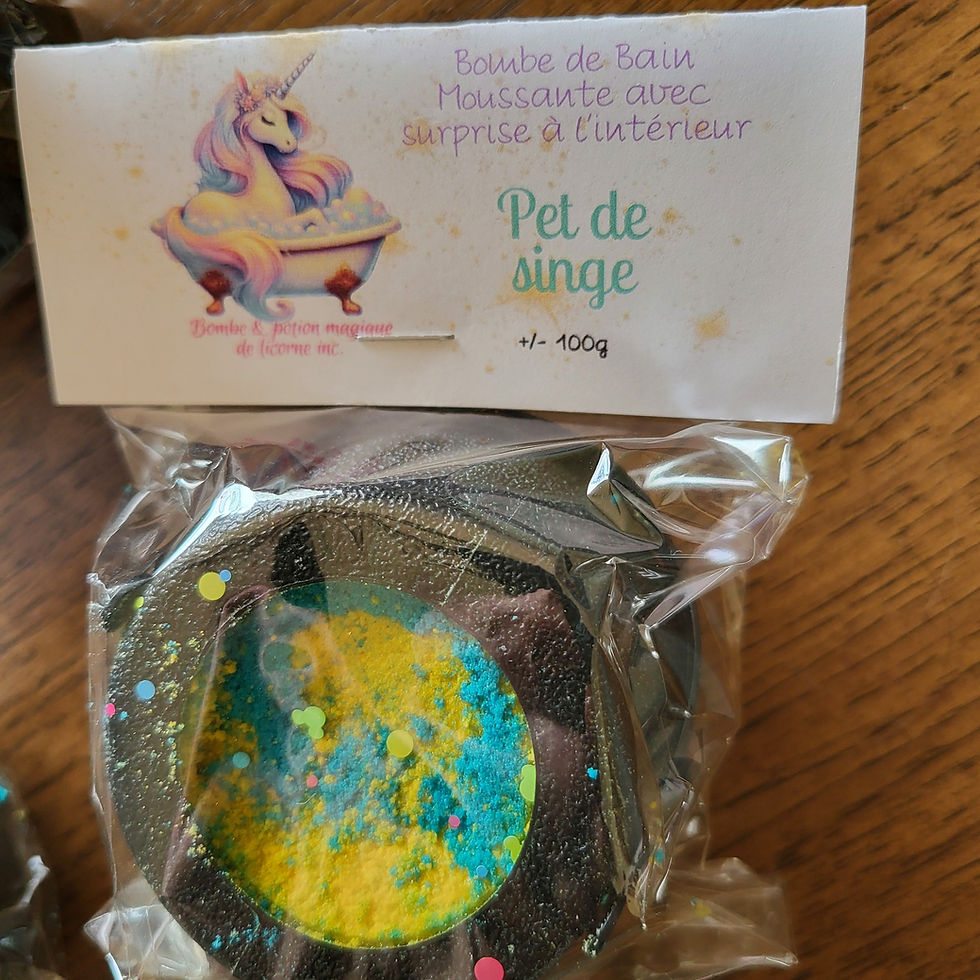 Bombe de Bain
Moussante avec
surprise à l'intérieur
Pet de
singe
+/- 100g
Bombe & potion magique
de licorne inc.